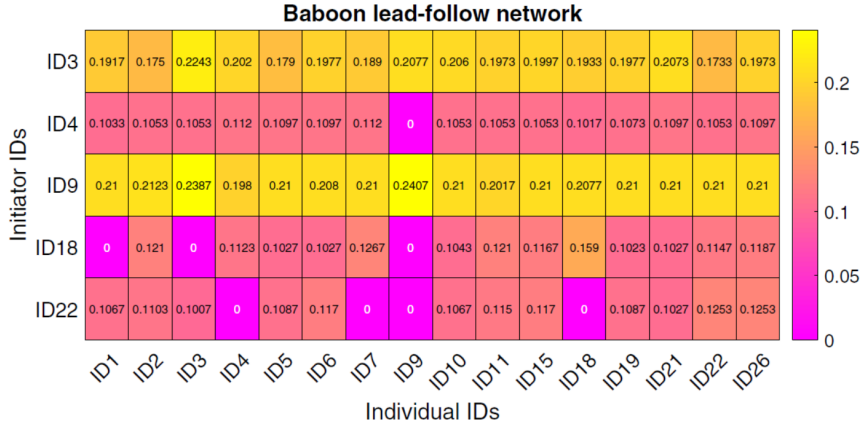 Baboon lead-follow network
Initiator IDs
ID3 0.1917 0.175 0.2243 0.202 0.179 0.1977 0.189 0.2077 0.206 0.1973 0.1997 0.1933 0.1977 0.2073 0.1733 0.1973
ID4 0.1033 0.1053 0.1053 0.112 0.1097 0.1097 0.112 0 0.1053 0.1053 0.1053 0.1017 0.1073 0.1097 0.1053 0.1097
ID9 0.21 0.2123 0.2387 0.198 0.21 0.208 0.21 0.2407 0.21 0.2017 0.21 0.2077 0.21 0.21 0.21 0.21
ID18 0 0.121 0 0.1123 0.1027 0.1027 0.1267 0 0.1043 0.121 0.1167 0.159 0.1023 0.1027 0.1147 0.1187
ID22 0.1067 0.1103 0.1007 0 0.1087 0.117 0 0 0.1067 0.115 0.117 0 0.1087 0.1027 0.1253 0.1253
ID1 ID2 ID3 ID4 ID5 ID6 ID7 ID9 ID10 ID11 ID15 ID18 ID19 ID21 ID22 ID26
Individual IDs
0.2
0.15
0.1
0.05
0